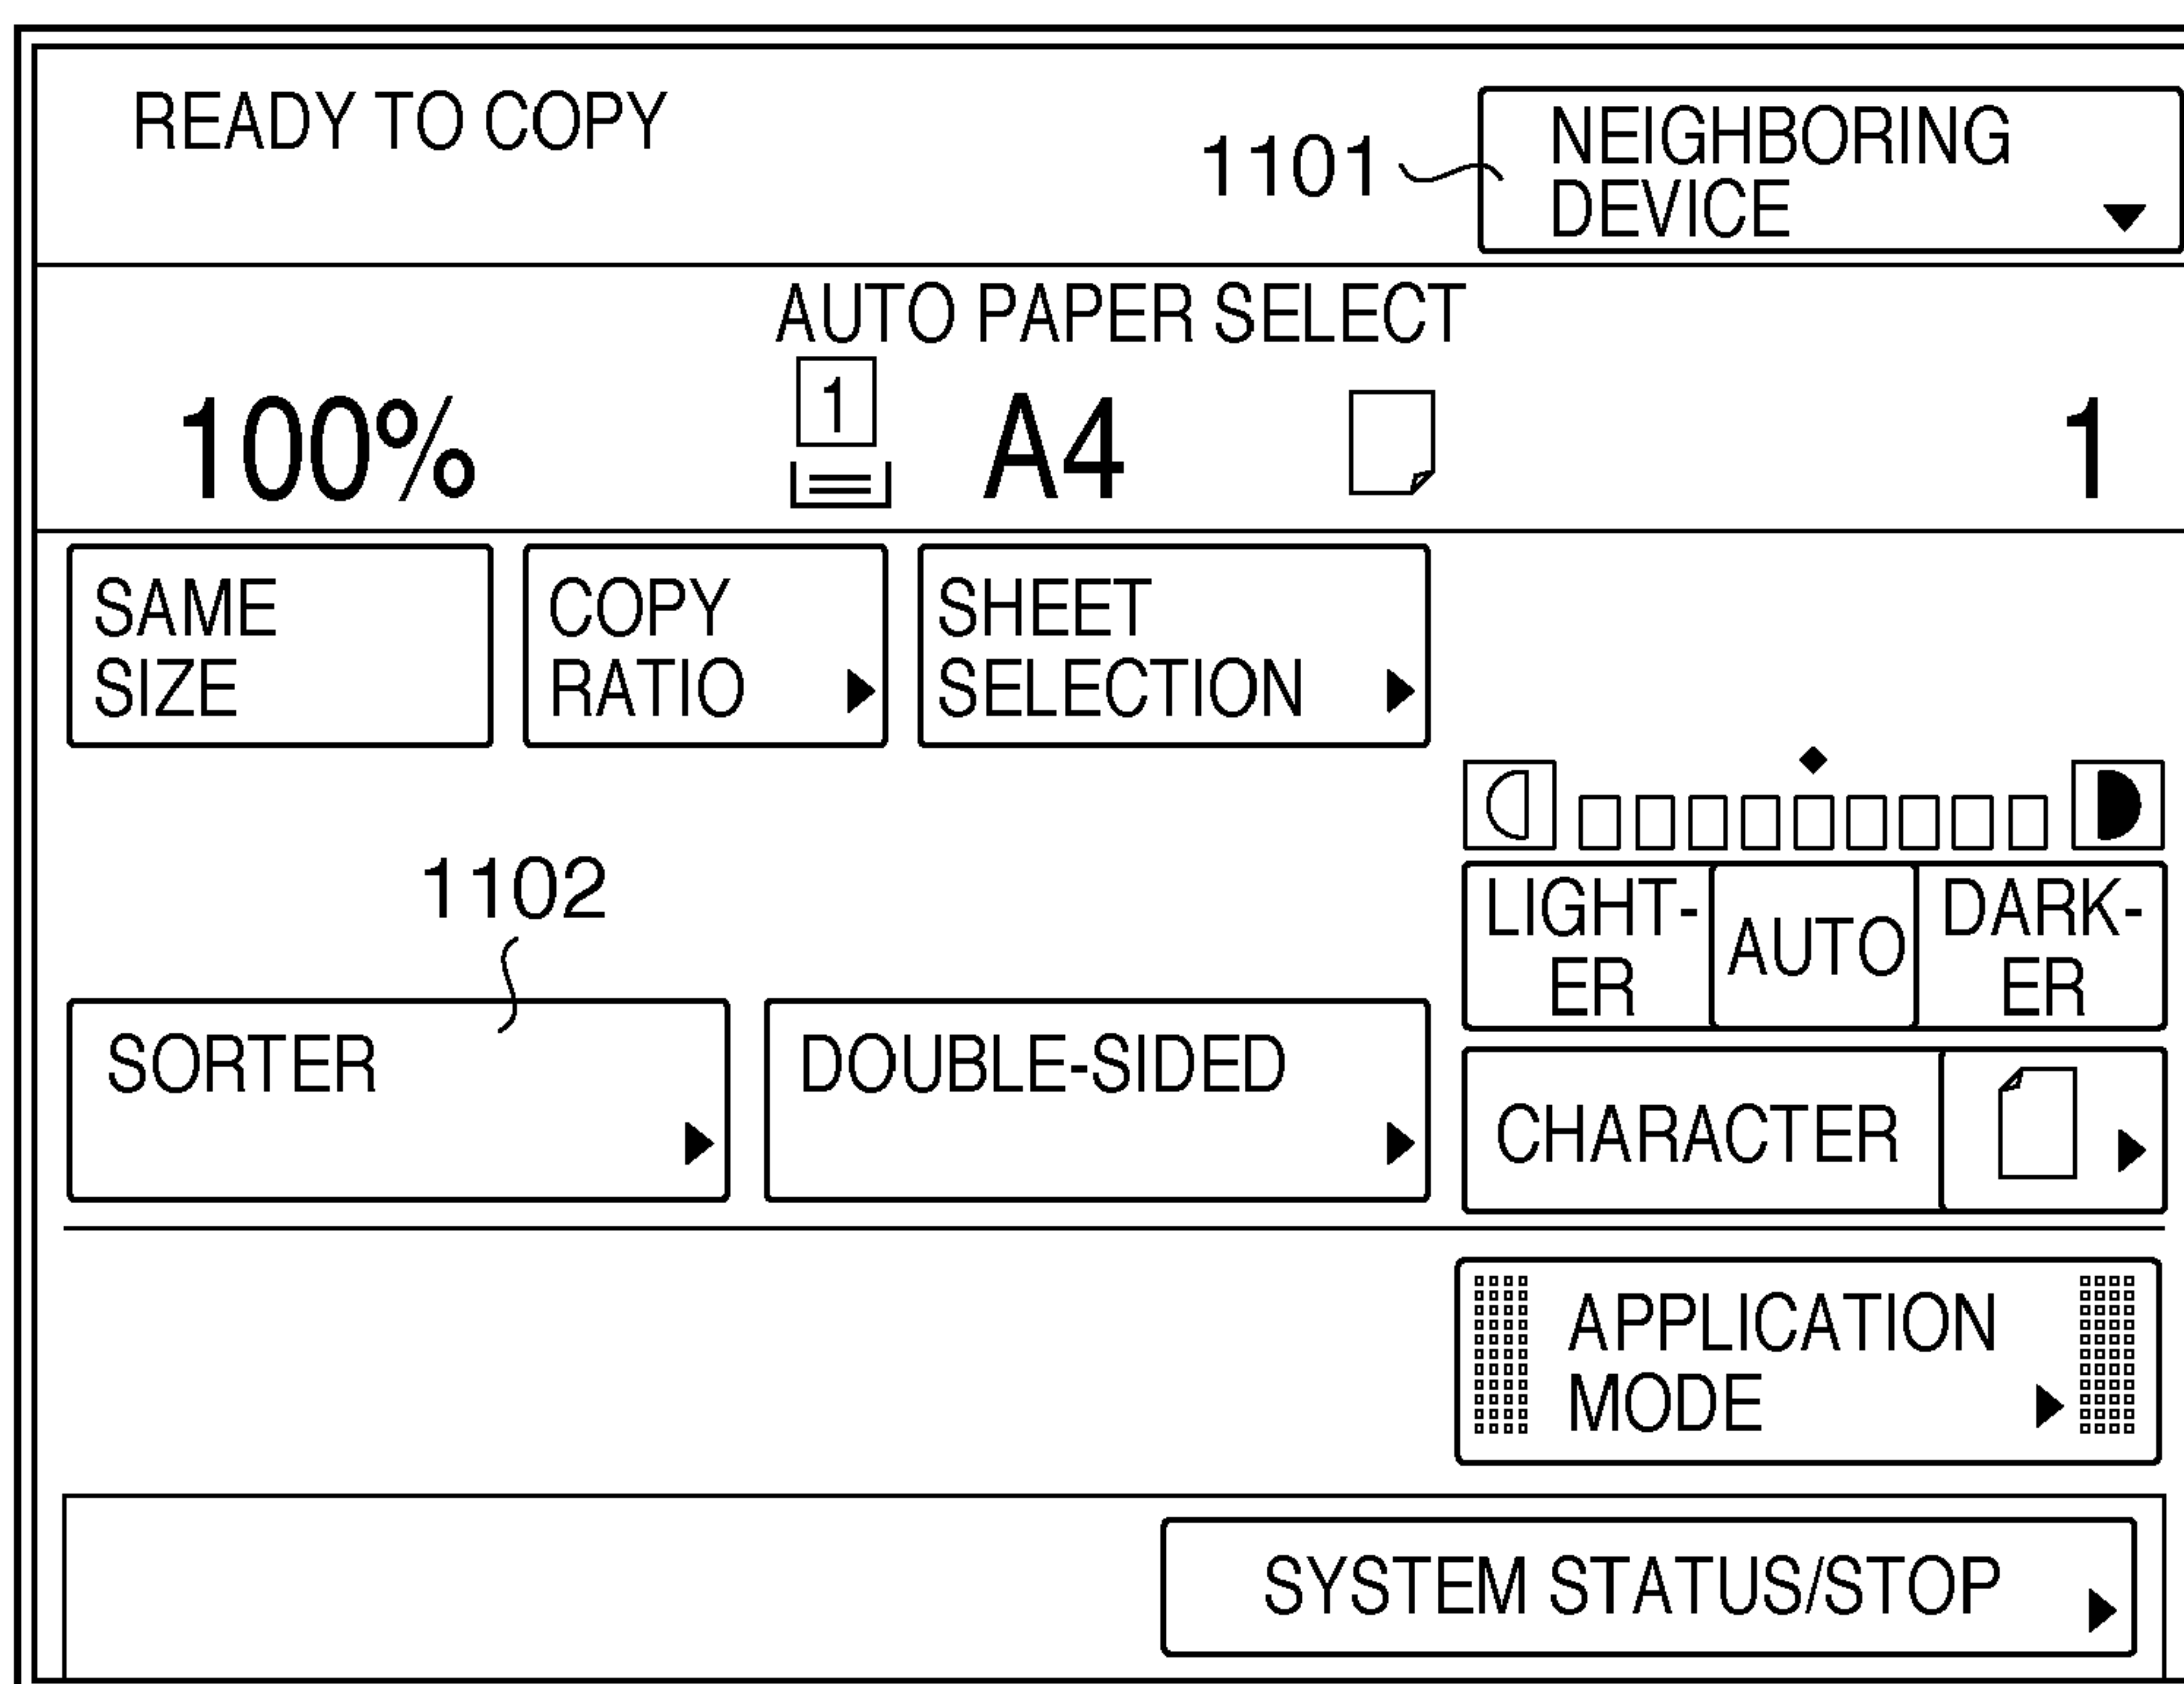 READY TO COPY
1101
NEIGHBORING
DEVICE
AUTO PAPER SELECT
100%
1
A4
1
SAME
SIZE
COPY
RATIO
SHEET
SELECTION
1102
LIGHT-
ER
AUTO
DARK-
ER
SORTER
DOUBLE-SIDED
CHARACTER
APPLICATION
MODE
SYSTEM STATUS/STOP